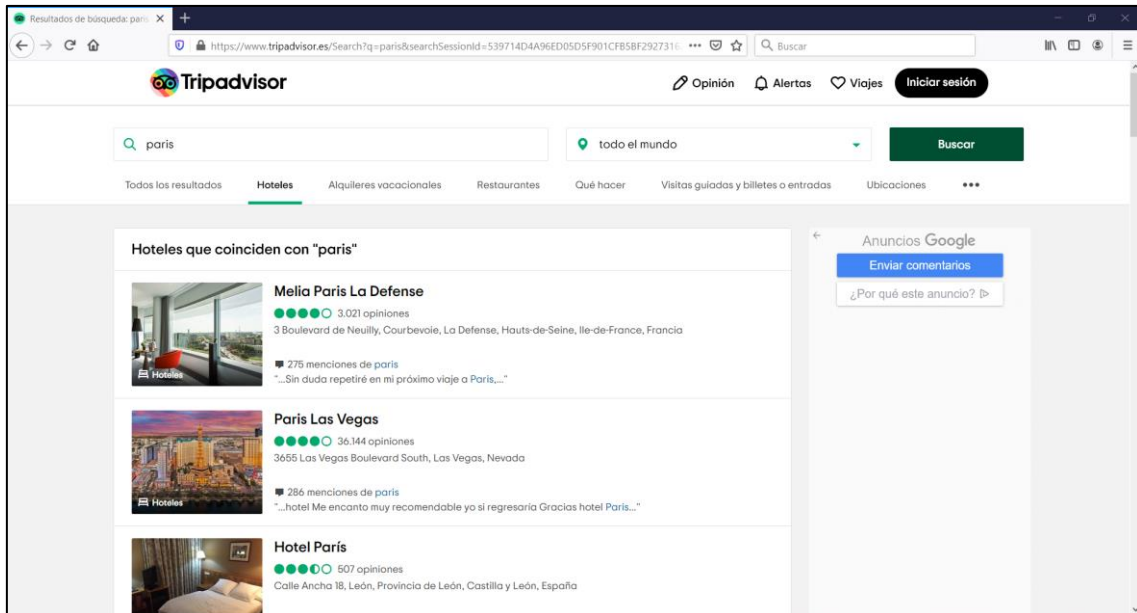 Resultados de búsqueda: pari
https://www.tripadvisor.es/Search?q=paris&searchSessionId=539714D4A96ED05D5F901CFB5BF2927316
Buscar
Tripadvisor
Opinión
Alertas
Viajes
Iniciar sesión
paris
todo el mundo
Buscar
Todos los resultados
Hoteles
Alquileres vacacionales
Restaurantes
Qué hacer
Visitas guiadas y billetes o entradas
Ubicaciones
Hoteles que coinciden con "paris"
Melia Paris La Defense
3.021 opiniones
3 Boulevard de Neuilly, Courbevoie, La Defense, Hauts-de-Seine, Ile-de-France, Francia
275 menciones de paris
"...Sin duda repetiré en mi próximo viaje a Paris,..."
Hoteles
Paris Las Vegas
36.144 opiniones
3655 Las Vegas Boulevard South, Las Vegas, Nevada
286 menciones de paris
"...hotel Me encanto muy recomendable yo si regresaría Gracias hotel Paris..."
Hoteles
Hotel París
507 opiniones
Calle Ancha 18, León, Provincia de León, Castilla y León, España
Anuncios Google
Enviar comentarios
¿Por qué este anuncio?